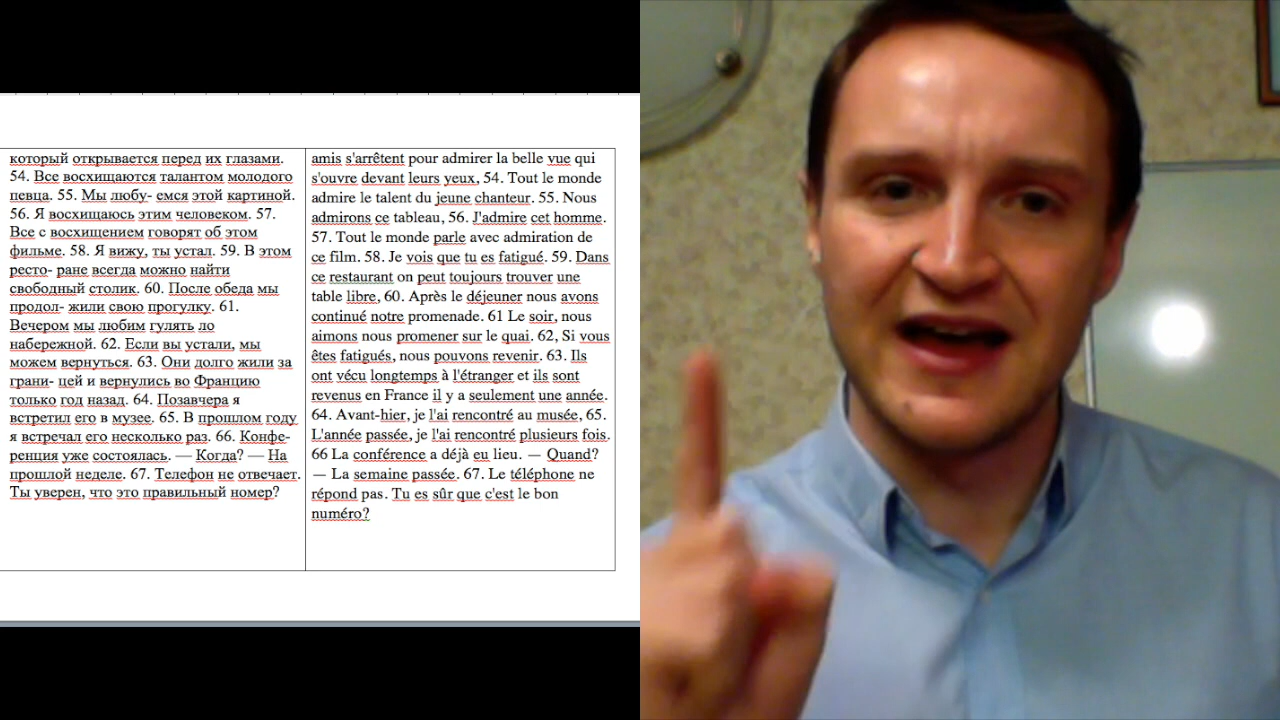 который открывается перед их глазами.
54. Все восхищаются талантом молодого
певца. 55. Мы любу- емся этой картиной.
56. Я восхищаюсь этим человеком. 57.
Все с восхищением говорят об этом
фильме. 58. Я вижу, ты устал. 59. В этом
ресто- ране всегда можно найти
свободный столик. 60. После обеда мы
продол- жили свою прогулку. 61.
Вечером мы любим гулять ло
набережной. 62. Если вы устали, мы
можем вернуться. 63. Они долго жили за
грани- цей и вернулись во Францию
только год назад. 64. Позавчера я
встретил его в музее. 65. В прошлом году
я встречал его несколько раз. 66. Конфе-
ренция уже состоялась. — Когда? — На
прошлой неделе. 67. Телефон не отвечает.
Ты уверен, что это правильный номер?
amis s'arrêtent pour admirer la belle vue qui
s'ouvre devant leurs yeux, 54. Tout le monde
admire le talent du jeune chanteur. 55. Nous
admirons ce tableau, 56. J'admire cet homme.
57. Tout le monde parle avec admiration de
ce film. 58. Je vois que tu es fatigué. 59. Dans
ce restaurant on peut toujours trouver une
table libre, 60. Après le déjeuner nous avons
continué notre promenade. 61 Le soir, nous
aimons nous promener sur le quai. 62, Si vous
êtes fatigués, nous pouvons revenir. 63. Ils
ont vécu longtemps à l'étranger et ils sont
revenus en France il y a seulement une année.
64. Avant-hier, je l'ai rencontré au musée, 65.
L'année passée, je l'ai rencontré plusieurs fois.
66 La conférence a déjà eu lieu. — Quand?
— La semaine passée. 67. Le téléphone ne
répond pas. Tu es sûr que c'est le bon
numéro?